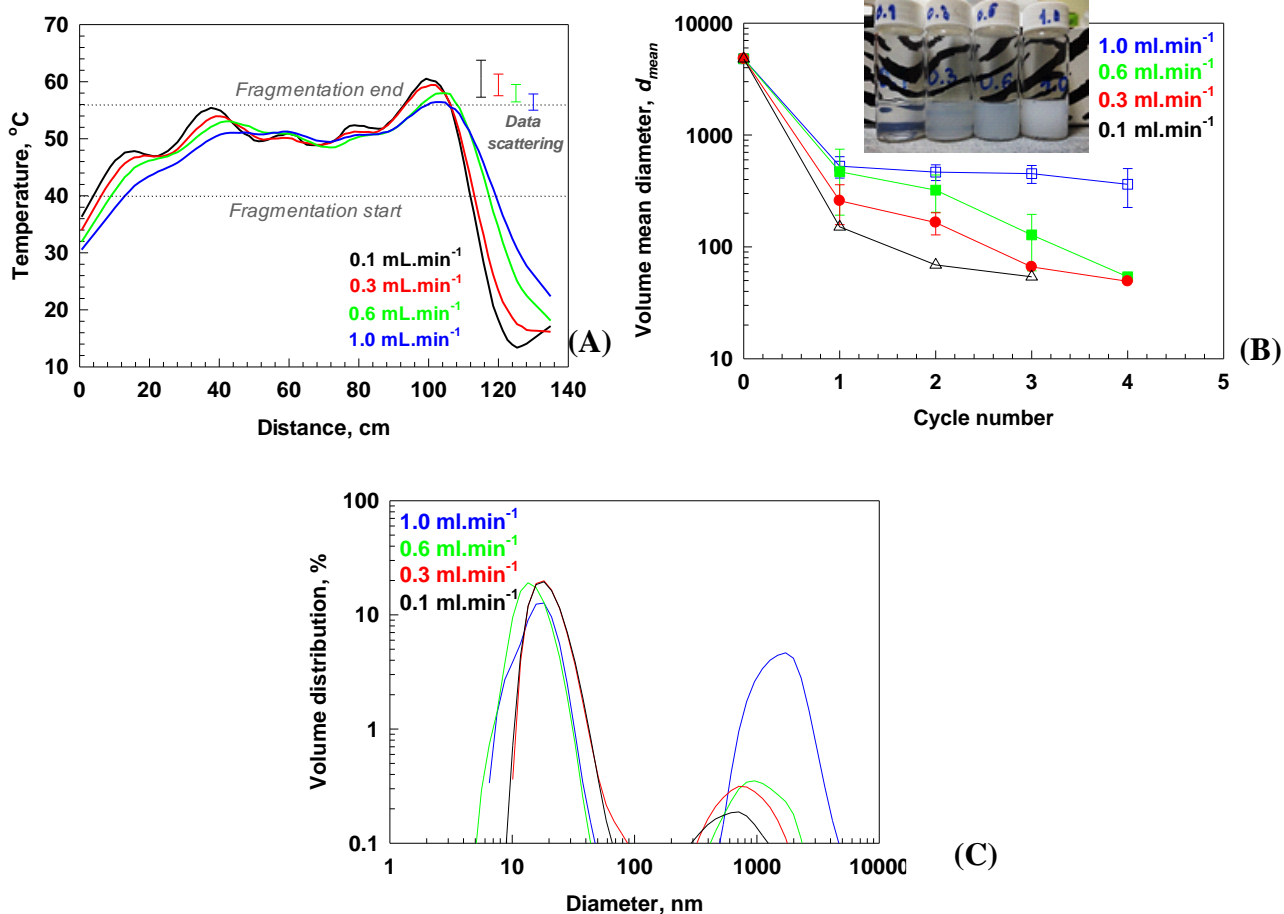 70
60
50
40
30
20
10
Temperature, °C
Fragmentation end
Data
scattering
Fragmentation start
0.1 mL.min⁻¹
0.3 mL.min⁻¹
0.6 mL.min⁻¹
1.0 mL.min⁻¹
0 20 40 60 80 100 120 140
Distance, cm
(A)
10000
1000
100
10
Volume mean diameter, d_mean
0.3 0.6 1.0
0.3 0.6 1.0
1.0 ml.min⁻¹
0.6 ml.min⁻¹
0.3 ml.min⁻¹
0.1 ml.min⁻¹
0 1 2 3 4 5
Cycle number
(B)
100
10
1
0.1
Volume distribution, %
1.0 ml.min⁻¹
0.6 ml.min⁻¹
0.3 ml.min⁻¹
0.1 ml.min⁻¹
1 10 100 1000 10000
Diameter, nm
(C)